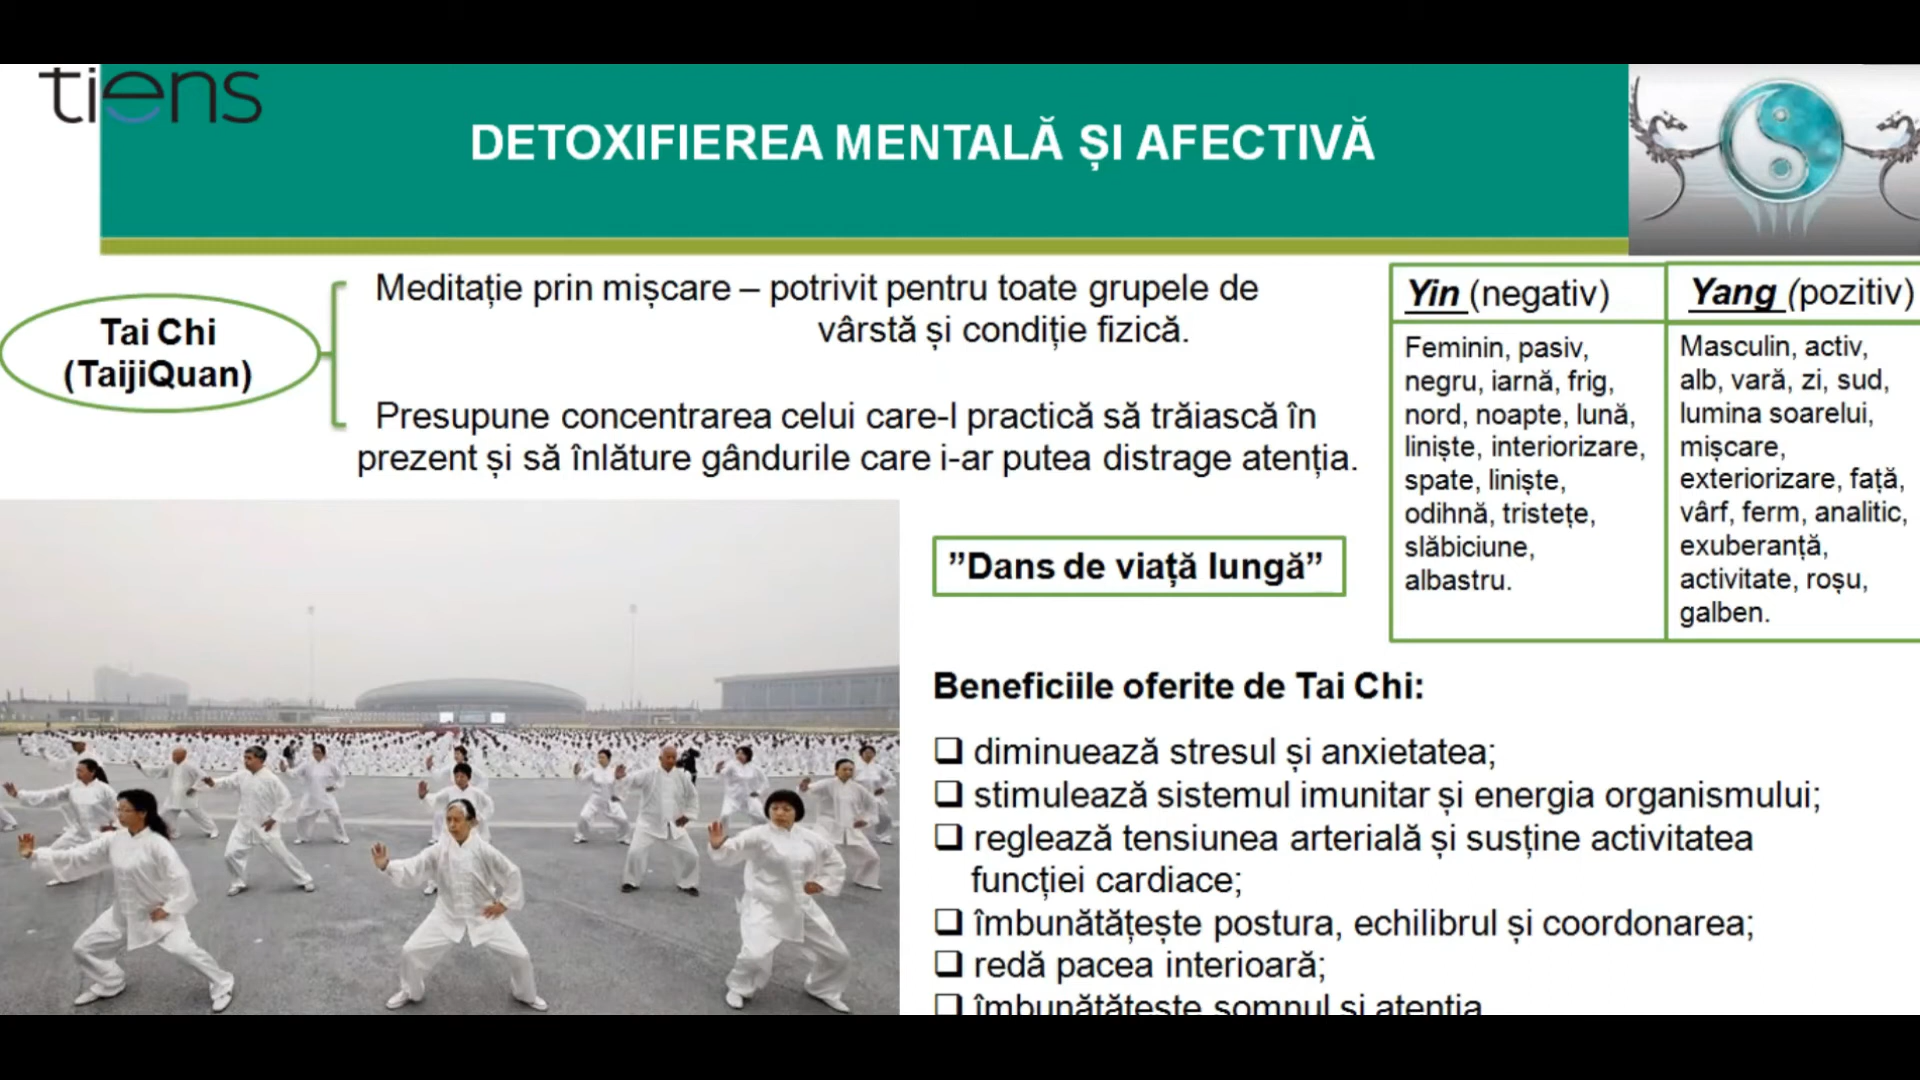 tiens
DETOXIFIEREA MENTALĂ ȘI AFECTIVĂ
Tai Chi
(TaijiQuan)
Meditație prin mișcare – potrivit pentru toate grupele de
vârstă și condiție fizică.
Presupune concentrarea celui care-l practică să trăiască în
prezent și să înlăture gândurile care i-ar putea distrage atenția.
Yin (negativ)
Feminin, pasiv,
negru, iarnă, frig,
nord, noapte, lună,
liniște, interiorizare,
spate, liniște,
odihnă, tristețe,
slăbiciune,
albastru.
Yang (pozitiv)
Masculin, activ,
alb, vară, zi, sud,
lumina soarelui,
mișcare,
exteriorizare, față,
vârf, ferm, analitic,
exuberanță,
activitate, roșu,
galben.
”Dans de viață lungă”
Beneficiile oferite de Tai Chi:
❑ diminuează stresul și anxietatea;
❑ stimulează sistemul imunitar și energia organismului;
❑ reglează tensiunea arterială și susține activitatea
funcției cardiace;
❑ îmbunătățește postura, echilibrul și coordonarea;
❑ redă pacea interioară;
❑ îmbunătățește somnul și atenția